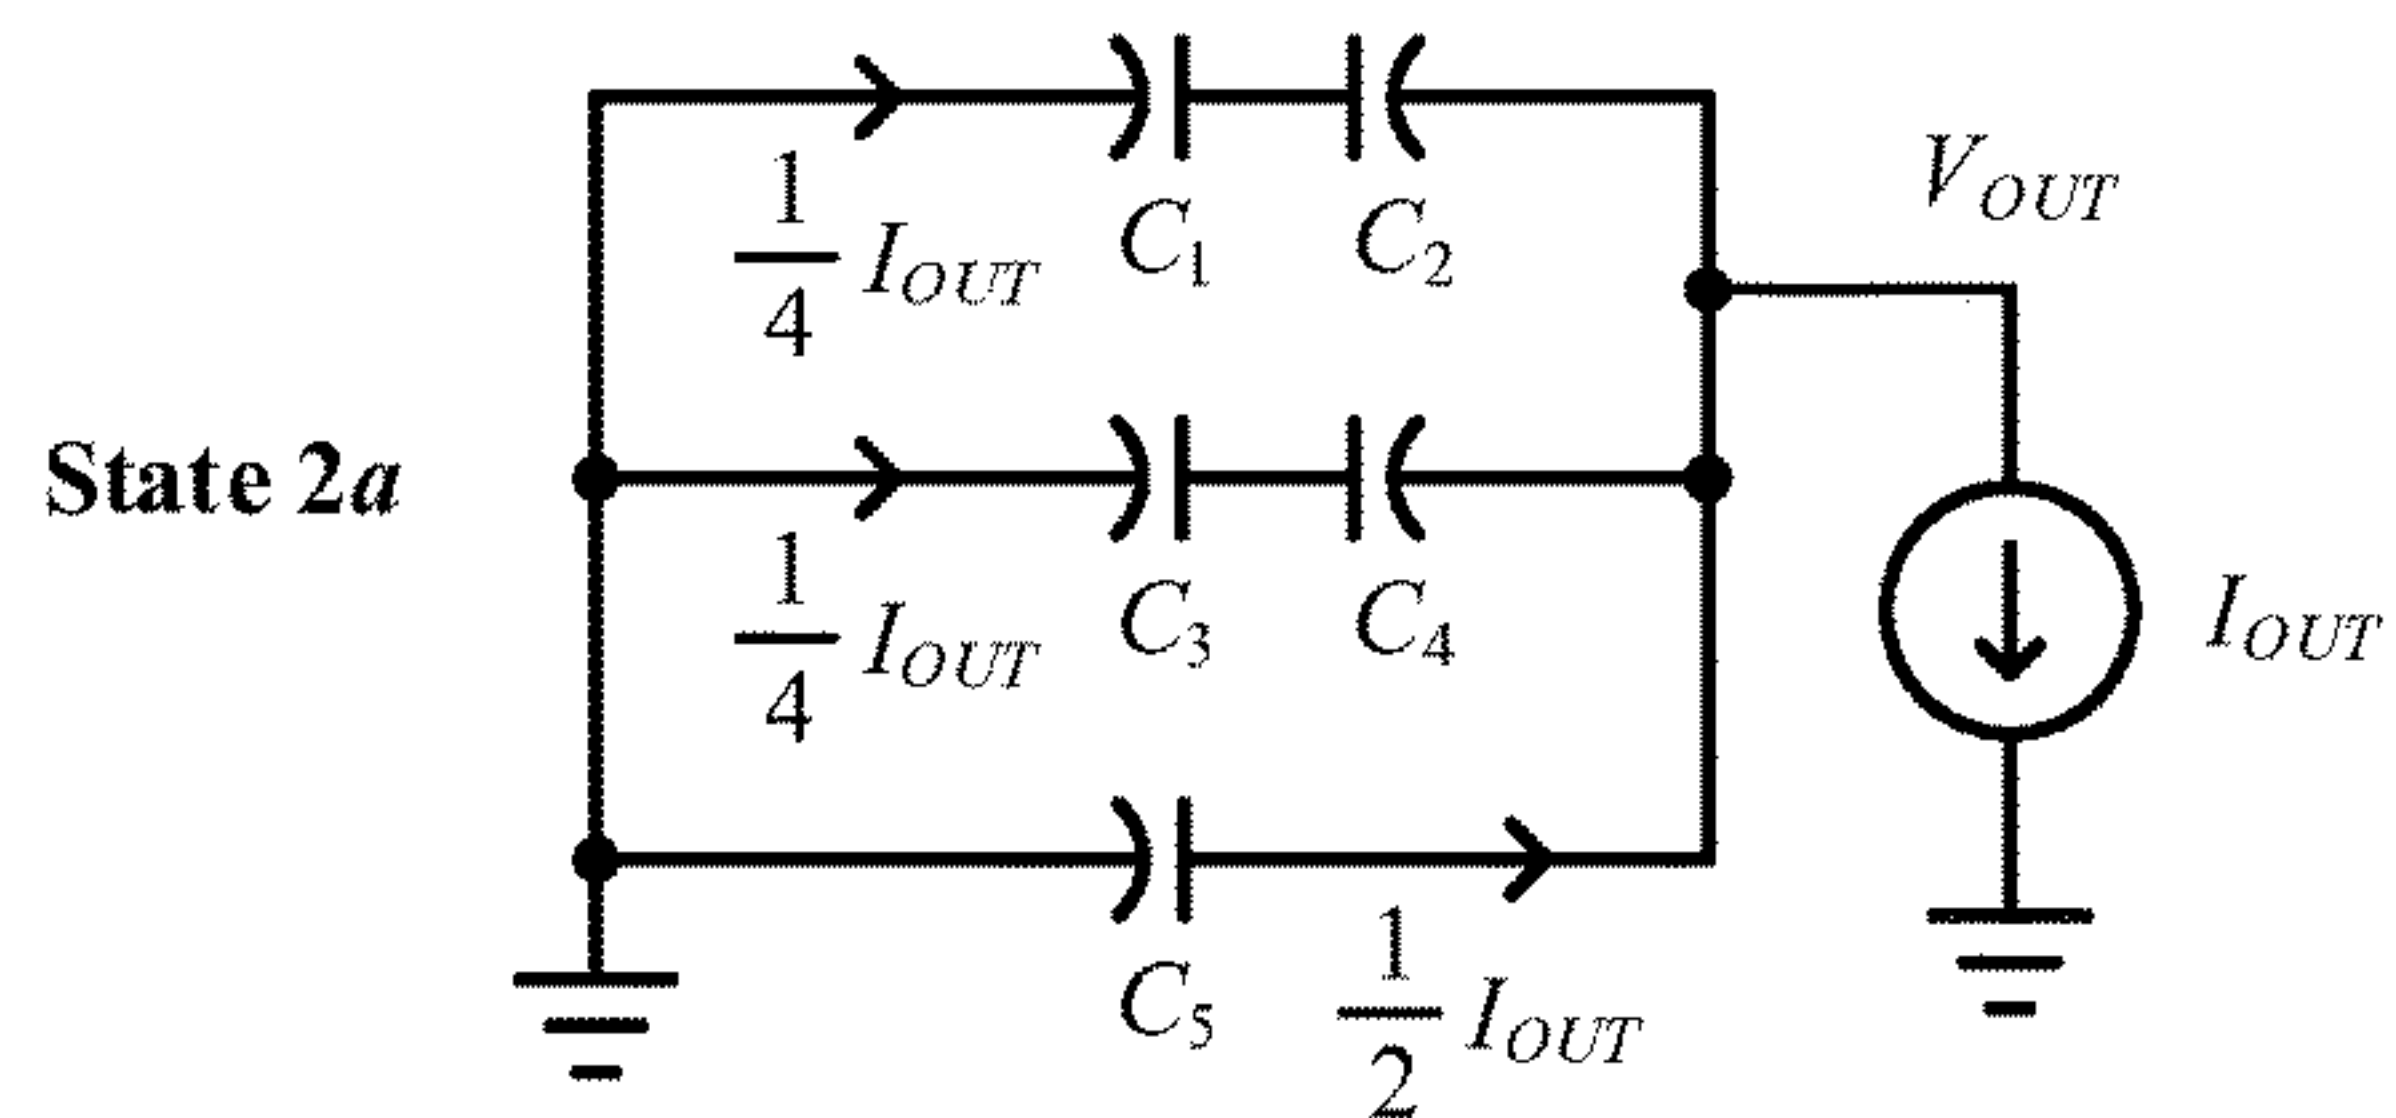 V_OUT
C_1 C_2
1/4 I_OUT
State 2a
C_3 C_4
I_OUT
1/4 I_OUT
C_5
1/2 I_OUT